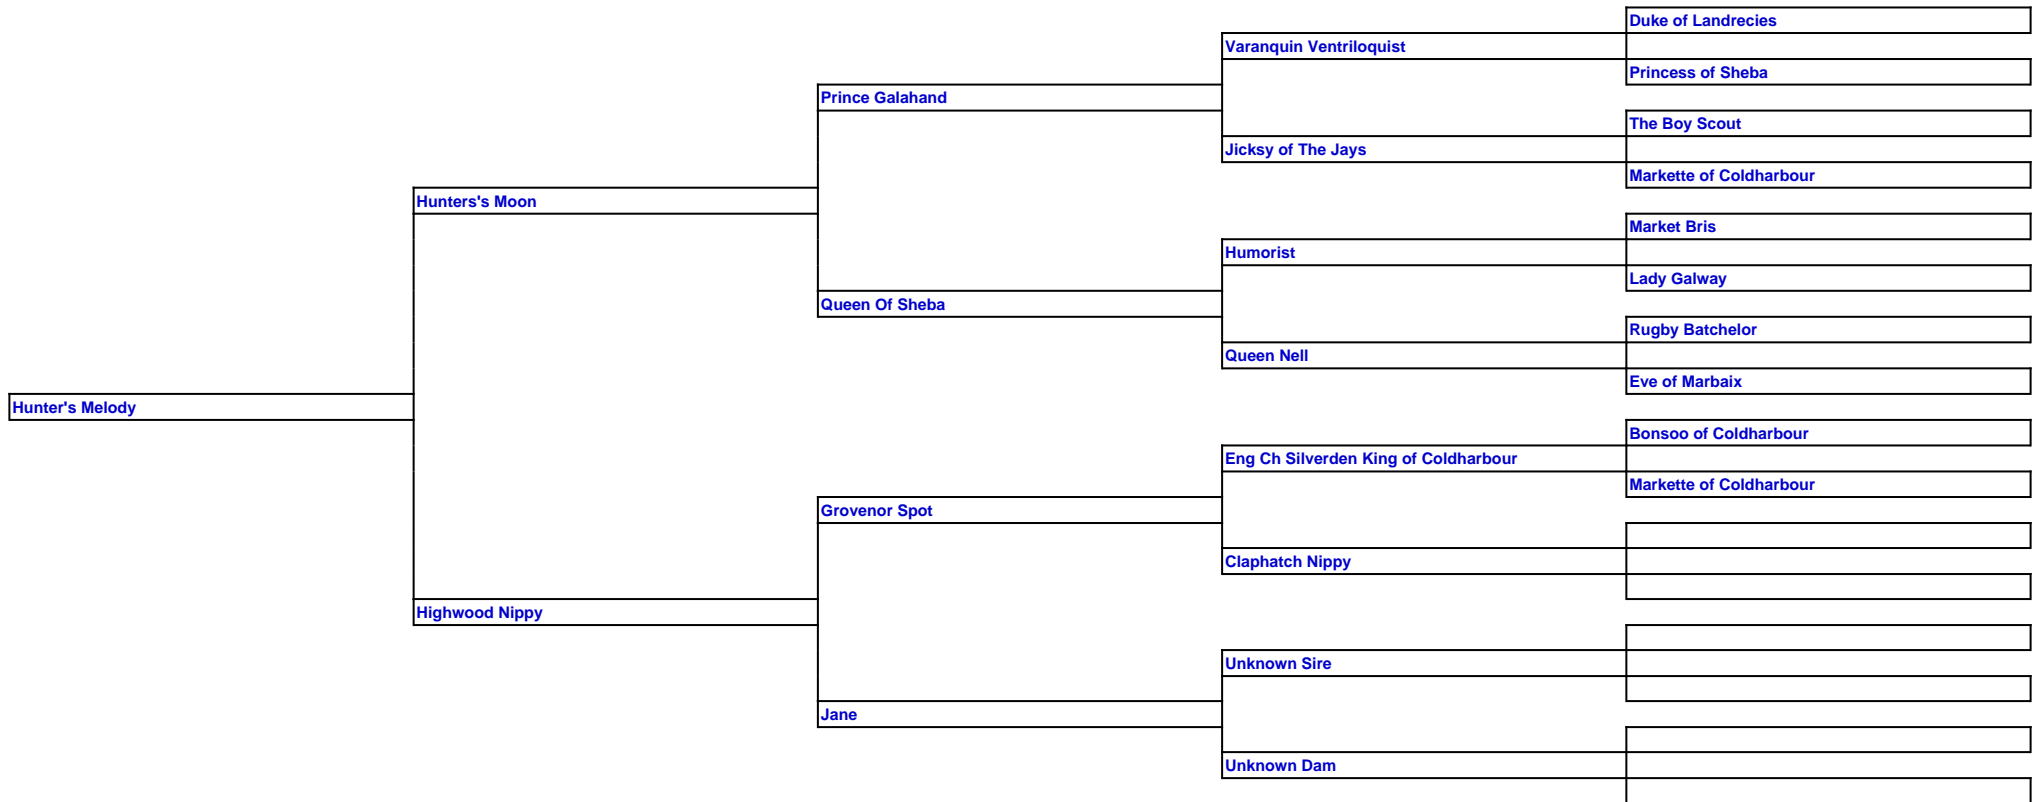 Duke of Landrecies
Varanquin Ventriloquist
Princess of Sheba
Prince Galahand
The Boy Scout
Jicksy of The Jays
Markette of Coldharbour
Hunters's Moon
Market Bris
Humorist
Lady Galway
Queen Of Sheba
Rugby Batchelor
Queen Nell
Eve of Marbaix
Hunter's Melody
Bonsoo of Coldharbour
Eng Ch Silverden King of Coldharbour
Markette of Coldharbour
Grovenor Spot
Claphatch Nippy
Highwood Nippy
Unknown Sire
Jane
Unknown Dam